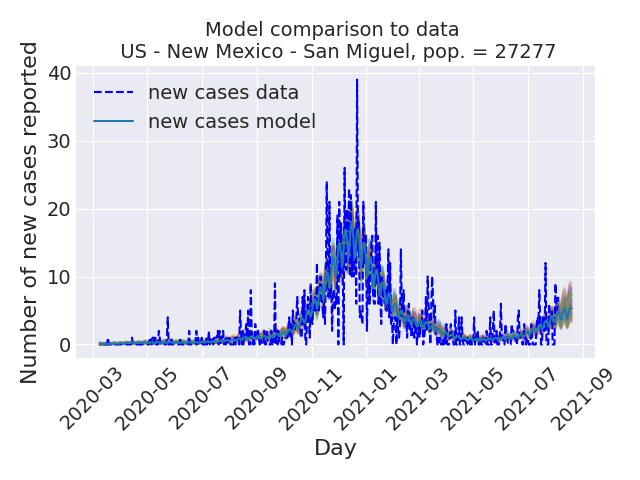 Model comparison to data
US - New Mexico - San Miguel, pop. = 27277
Number of new cases reported
40
30
20
10
0
new cases data
new cases model
2020-03
2020-05
2020-07
2020-09
2020-11
2021-01
2021-03
2021-05
2021-07
2021-09
Day